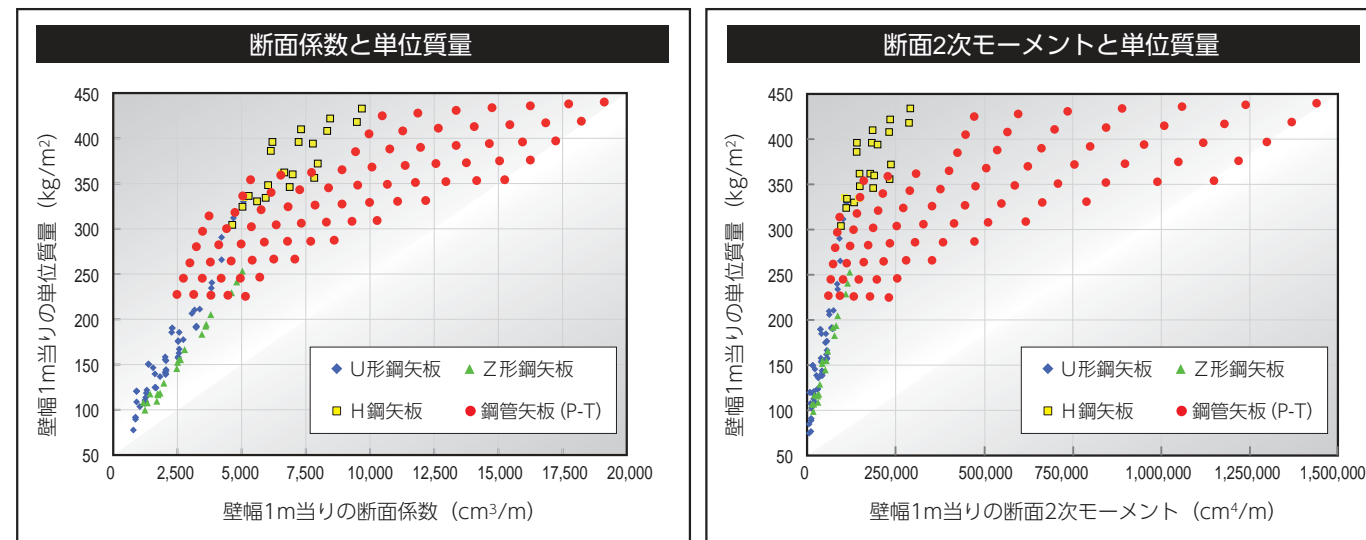 断面係数と単位質量
壁幅1m当りの単位質量 (kg/m²)
450
400
350
300
250
200
150
100
50
0 2,500 5,000 7,500 10,000 12,500 15,000 17,500 20,000
U形鋼矢板 Z形鋼矢板
H鋼矢板 鋼管矢板 (P-T)
壁幅1m当りの断面係数 (cm³/m)
断面2次モーメントと単位質量
壁幅1m当りの単位質量 (kg/m²)
450
400
350
300
250
200
150
100
50
0 250,000 500,000 750,000 1,000,000 1,250,000 1,500,000
U形鋼矢板 Z形鋼矢板
H鋼矢板 鋼管矢板 (P-T)
壁幅1m当りの断面2次モーメント (cm⁴/m)